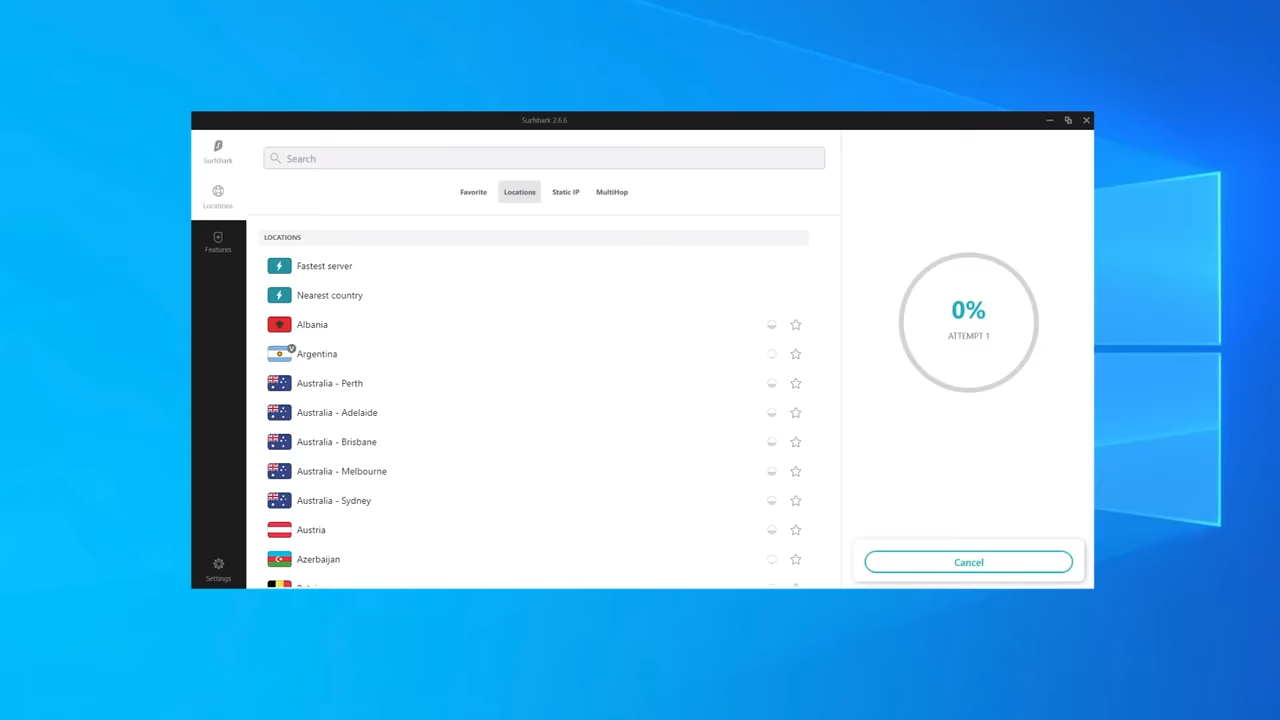 Surfshark 2.6.6
Surfshark
Search
Locations
Favorite Locations Static IP MultiHop
Features
LOCATIONS
Fastest server
Nearest country
Albania
V
Argentina
Australia - Perth
Australia - Adelaide
Australia - Brisbane
Australia - Melbourne
Australia - Sydney
Austria
Azerbaijan
Settings
0%
ATTEMPT 1
Cancel